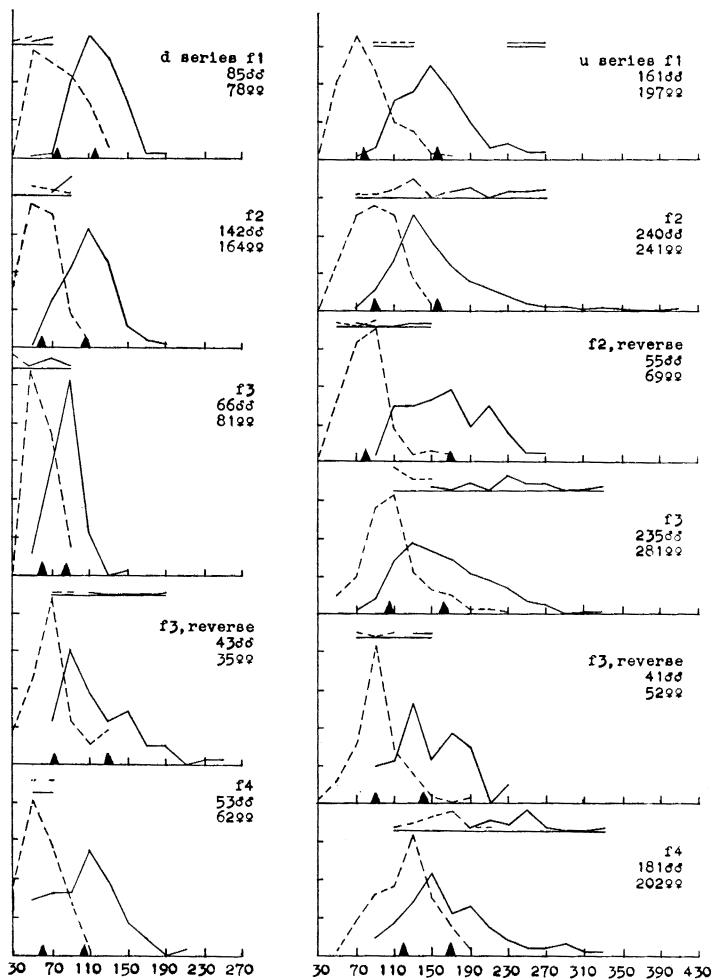 d series f1
85♂♂
78♀♀
f2
142♂♂
164♀♀
f3
66♂♂
81♀♀
f3,reverse
43♂♂
35♀♀
f4
53♂♂
62♀♀
30 70 110 150 190 230 270
u series f1
161♂♂
197♀♀
f2
240♂♂
241♀♀
f2,reverse
55♂♂
69♀♀
f3
235♂♂
281♀♀
f3,reverse
41♂♂
52♀♀
f4
181♂♂
202♀♀
30 70 110 150 190 230 270 310 350 390 430